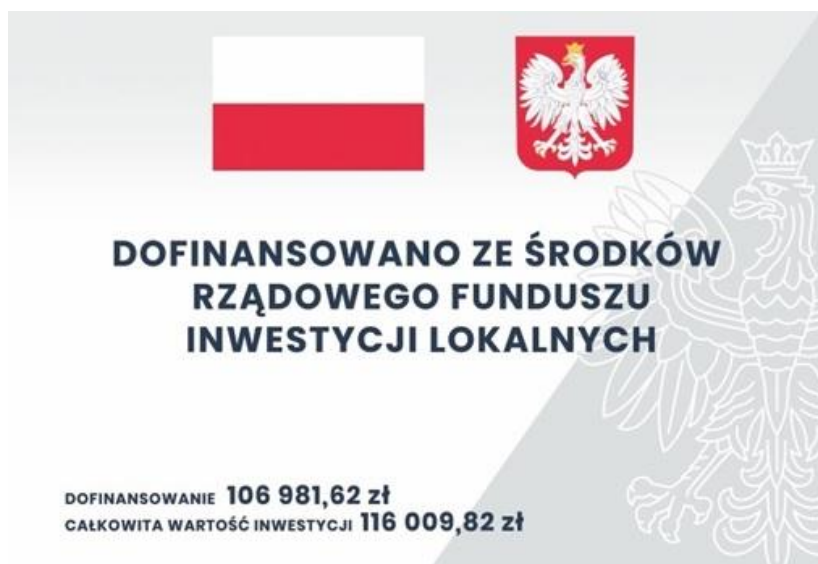 DOFINANSOWANO ZE ŚRODKÓW
RZĄDOWEGO FUNDUSZU
INWESTYCJI LOKALNYCH
DOFINANSOWANIE 106 981,62 zł
CAŁKOWITA WARTOŚĆ INWESTYCJI 116 009,82 zł